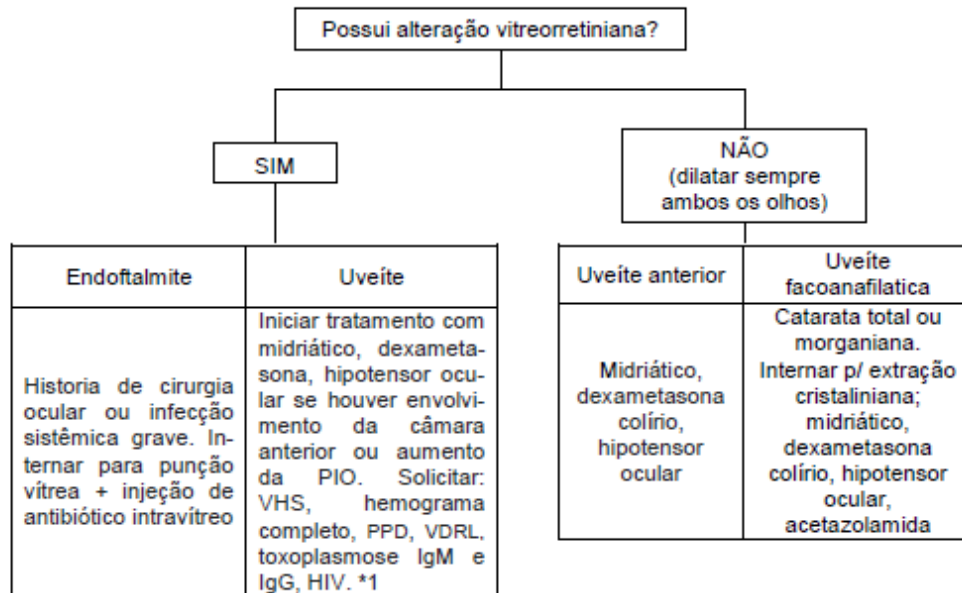 Possui alteração vitreorretiniana?
SIM
NÃO
(dilatar sempre
ambos os olhos)
Endoftalmite
Uveíte
Historia de cirurgia
ocular ou infecção
sistêmica grave. In-
ternar para punção
vítrea + injeção de
antibiótico intravítreo
Iniciar tratamento com
midriático, dexameta-
sona, hipotensor ocu-
lar se houver envolvi-
mento da câmara
anterior ou aumento
da PIO. Solicitar:
VHS, hemograma
completo, PPD, VDRL,
toxoplasmose IgM e
IgG, HIV. *1
Uveíte anterior
Uveíte
facoanafilatica
Midriático,
dexametasona
colírio,
hipotensor
ocular
Catarata total ou
morganiana.
Internar p/ extração
cristaliniana;
midriático,
dexametasona
colírio, hipotensor
ocular,
acetazolamida